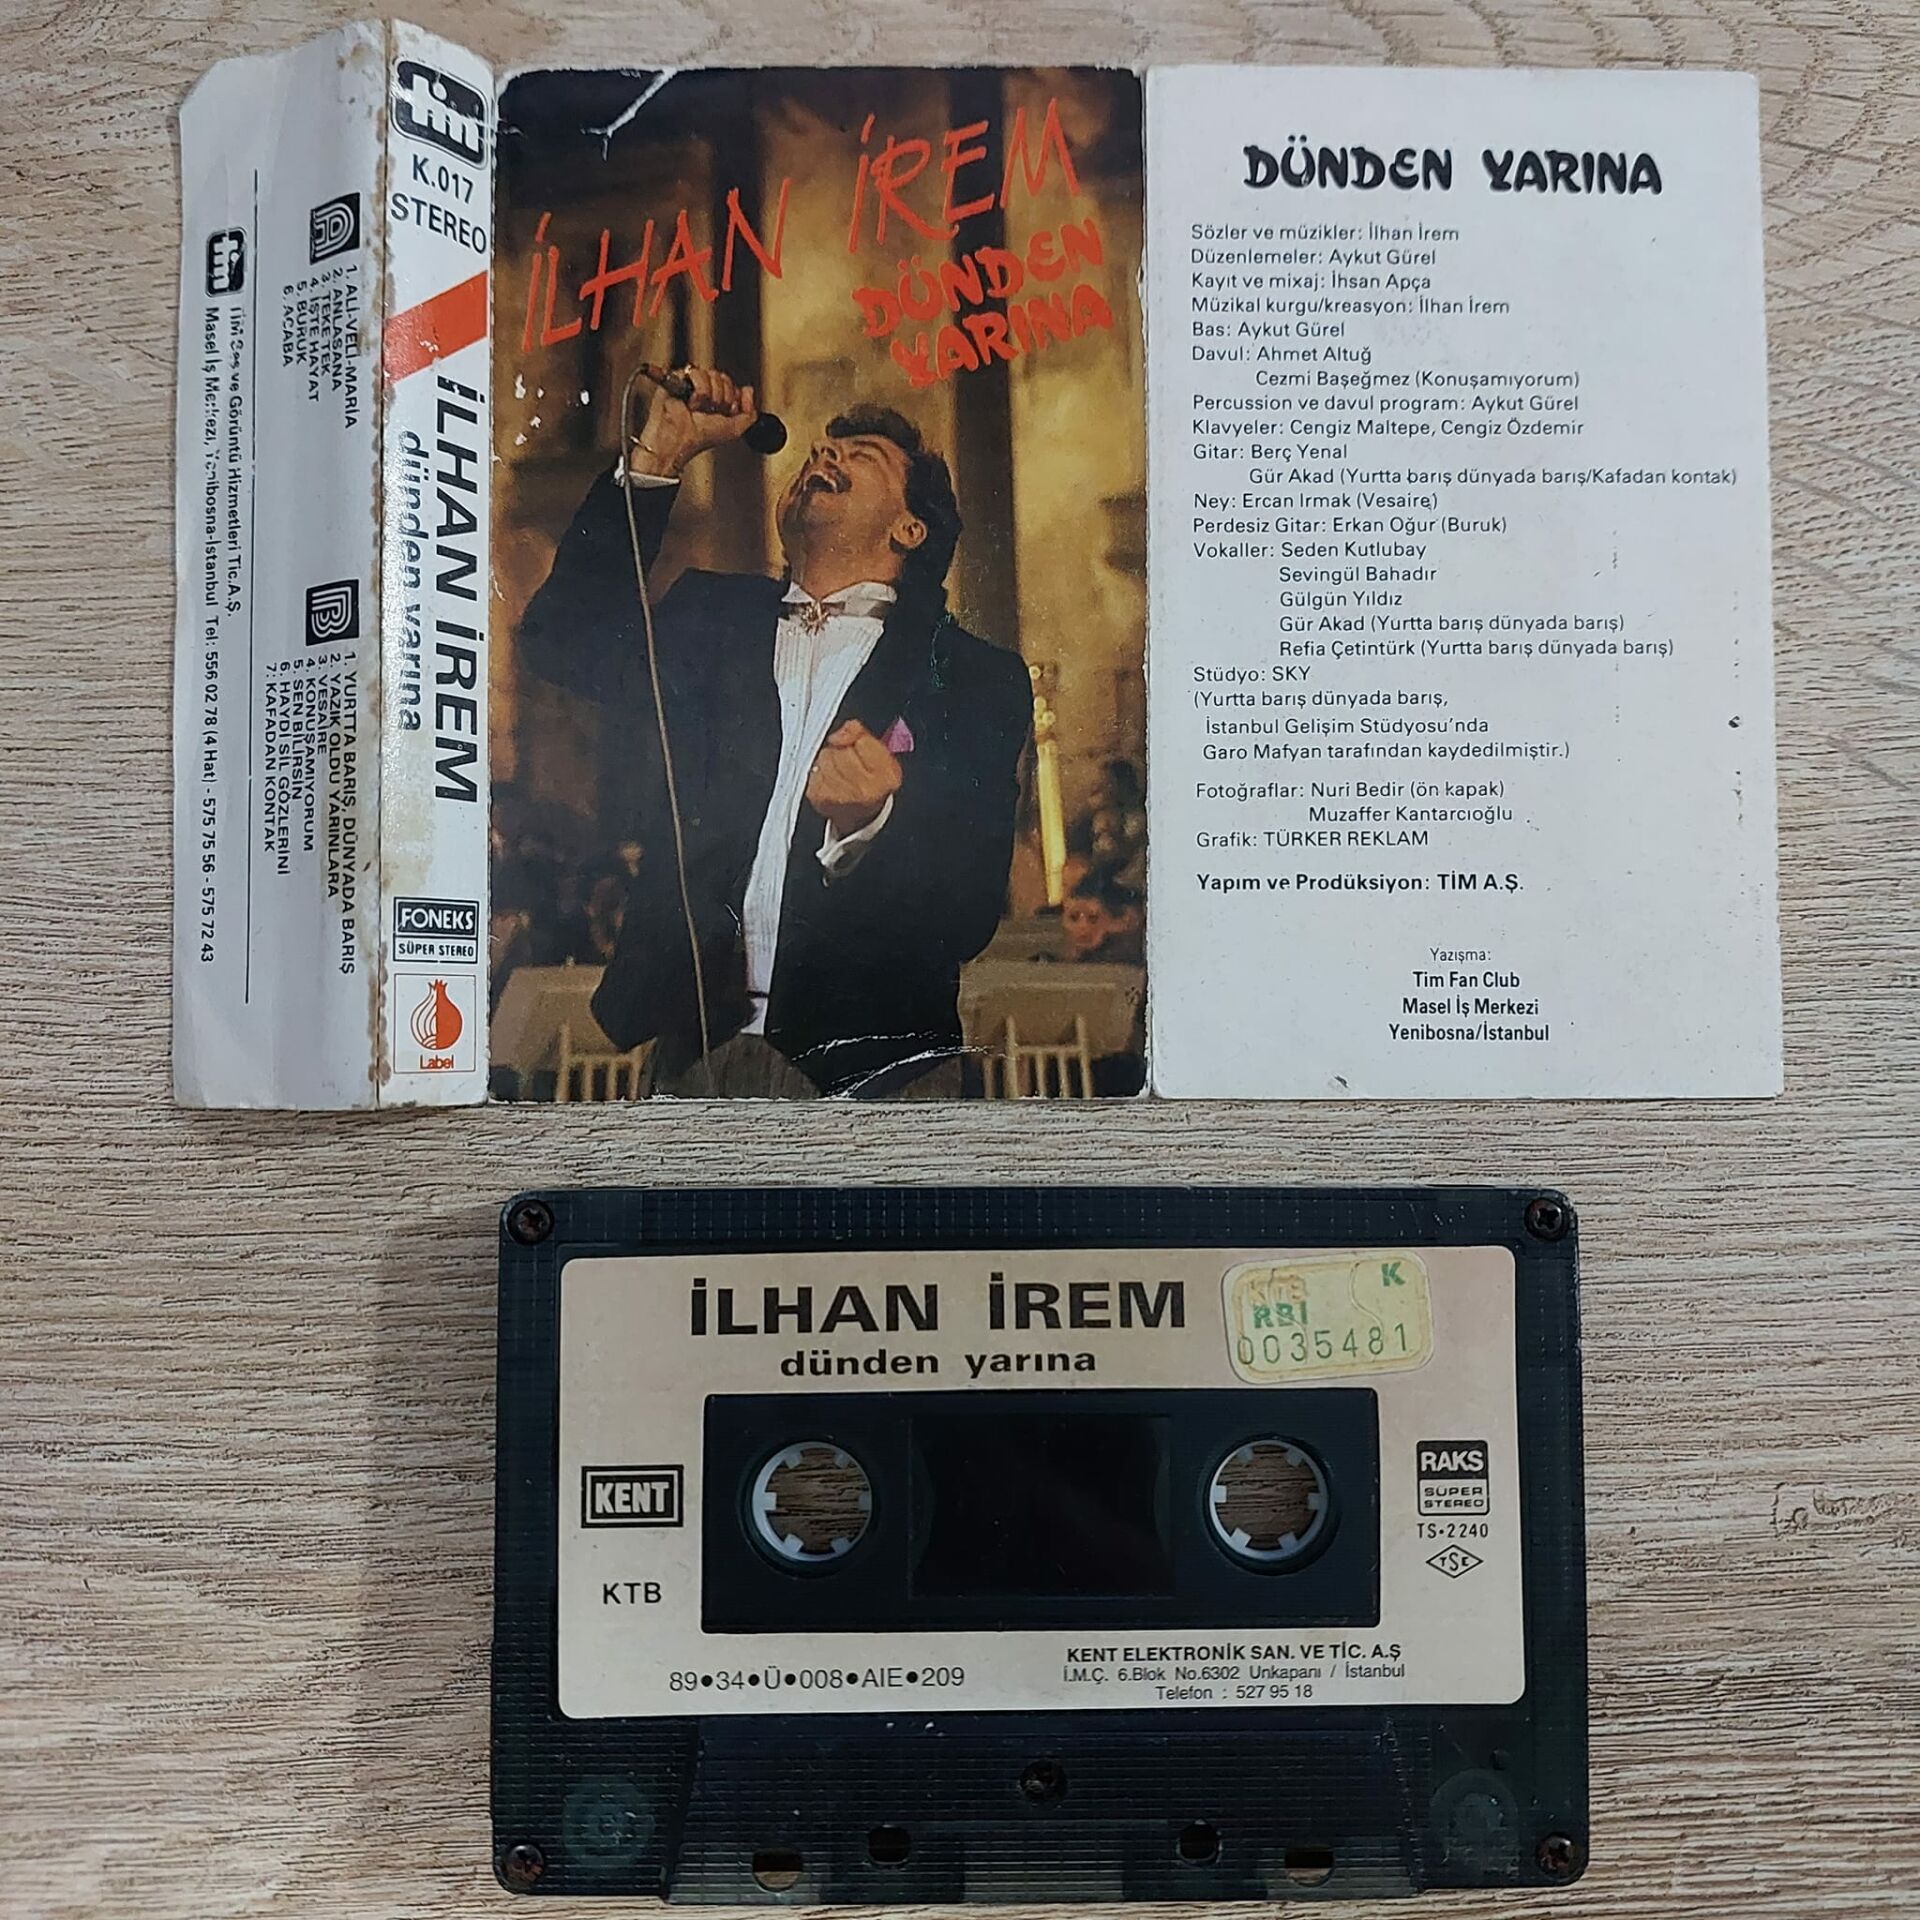 tim
K.017
STEREO
İLHAN İREM
dünden yarına
FONEKS
SÜPER STEREO
Label
A
1. ALİ-VELİ-MARİA
2. ANLASANA
3. TEKE TEK
4. İŞTE HAYAT
5. BURUK
6. ACABA
B
1. YURTTA BARIŞ, DÜNYADA BARIŞ
2. YAZIK OLDU YARINLARA
3. VESAİRE
4. KONUŞAMIYORUM
5. SEN BİLİRSİN
6. HAYDİ SİL GÖZLERİNİ
7. KAFADAN KONTAK
tim
TİM Ses ve Görüntü Hizmetleri Tic.A.Ş.
Masel İş Merkezi, Yenibosna-İstanbul Tel: 556 02 78 (4 Hat) - 575 75 56 - 575 72 43
İLHAN İREM
DÜNDEN
YARINA
DÜNDEN YARINA
Sözler ve müzikler: İlhan İrem
Düzenlemeler: Aykut Gürel
Kayıt ve mixaj: İhsan Apça
Müzikal kurgu/kreasyon: İlhan İrem
Bas: Aykut Gürel
Davul: Ahmet Altuğ
Cezmi Başeğmez (Konuşamıyorum)
Percussion ve davul program: Aykut Gürel
Klavyeler: Cengiz Maltepe, Cengiz Özdemir
Gitar: Berç Yenal
Gür Akad (Yurtta barış dünyada barış/Kafadan kontak)
Ney: Ercan Irmak (Vesaire)
Perdesiz Gitar: Erkan Oğur (Buruk)
Vokaller: Seden Kutlubay
Sevingül Bahadır
Gülgün Yıldız
Gür Akad (Yurtta barış dünyada barış)
Refia Çetintürk (Yurtta barış dünyada barış)
Stüdyo: SKY
(Yurtta barış dünyada barış,
İstanbul Gelişim Stüdyosu'nda
Garo Mafyan tarafından kaydedilmiştir.)
Fotoğraflar: Nuri Bedir (ön kapak)
Muzaffer Kantarcıoğlu
Grafik: TÜRKER REKLAM
Yapım ve Prodüksiyon: TİM A.Ş.
Yazışma:
Tim Fan Club
Masel İş Merkezi
Yenibosna/İstanbul
İLHAN İREM
dünden yarına
KTB K
RBI
0035481
KENT
KTB
RAKS
SÜPER
STEREO
TS•2240
TSE
89•34•Ü•008•AIE•209
KENT ELEKTRONİK SAN. VE TİC. A.Ş
İ.M.Ç. 6.Blok No.6302 Unkapanı / İstanbul
Telefon : 527 95 18